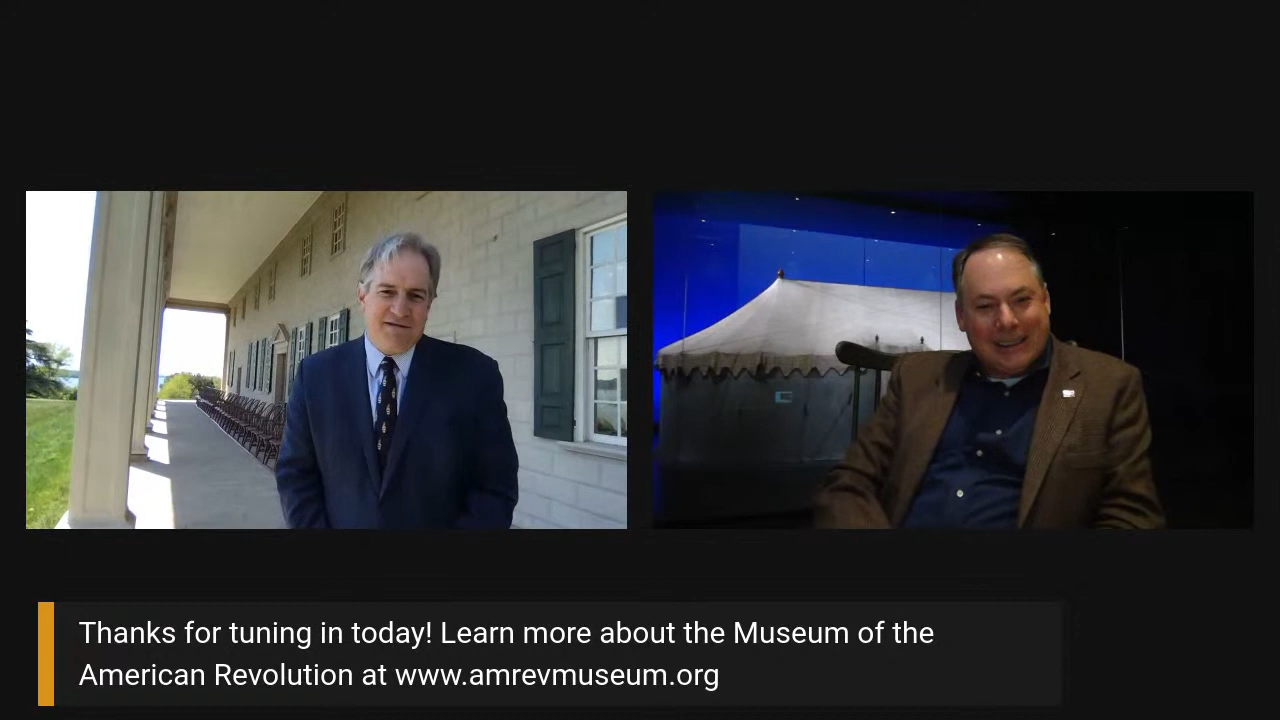 Thanks for tuning in today! Learn more about the Museum of the
American Revolution at www.amrevmuseum.org